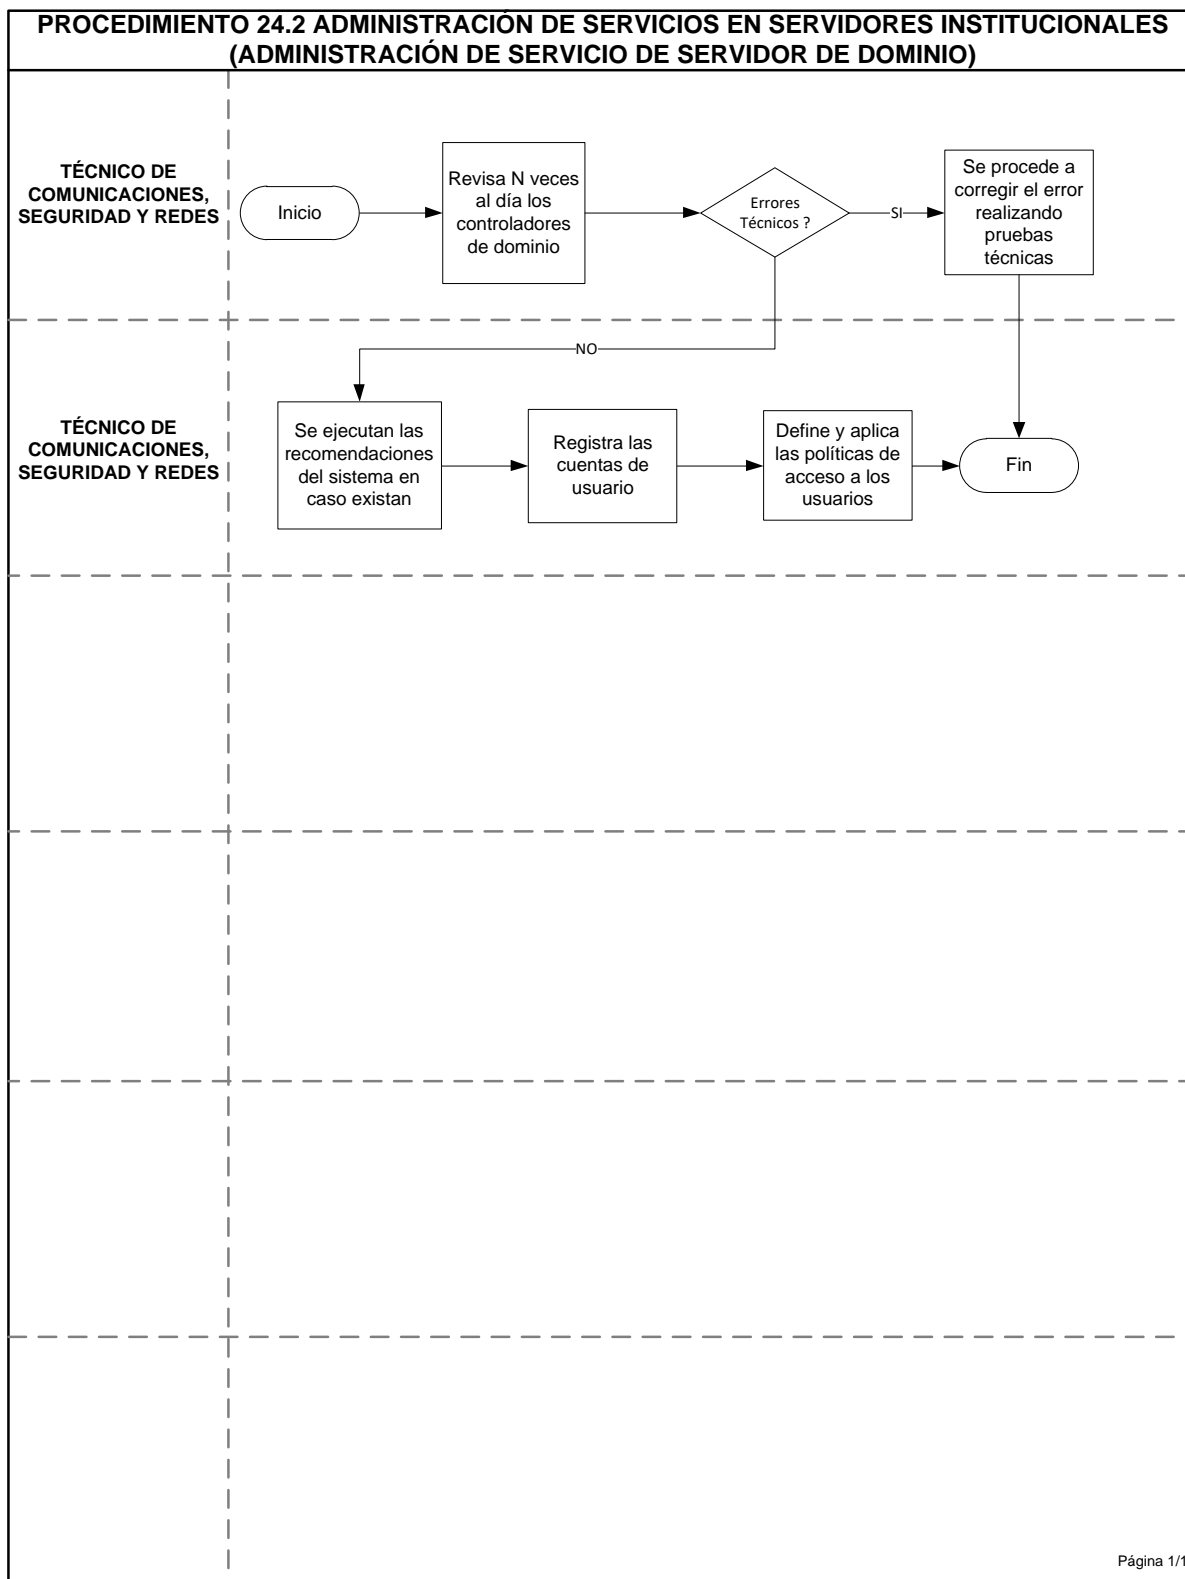 PROCEDIMIENTO 24.2 ADMINISTRACIÓN DE SERVICIOS EN SERVIDORES INSTITUCIONALES
(ADMINISTRACIÓN DE SERVICIO DE SERVIDOR DE DOMINIO)
TÉCNICO DE
COMUNICACIONES,
SEGURIDAD Y REDES
Inicio
Revisa N veces
al día los
controladores
de dominio
Errores
Técnicos ?
SI
Se procede a
corregir el error
realizando
pruebas
técnicas
NO
TÉCNICO DE
COMUNICACIONES,
SEGURIDAD Y REDES
Se ejecutan las
recomendaciones
del sistema en
caso existan
Registra las
cuentas de
usuario
Define y aplica
las políticas de
acceso a los
usuarios
Fin
Página 1/1